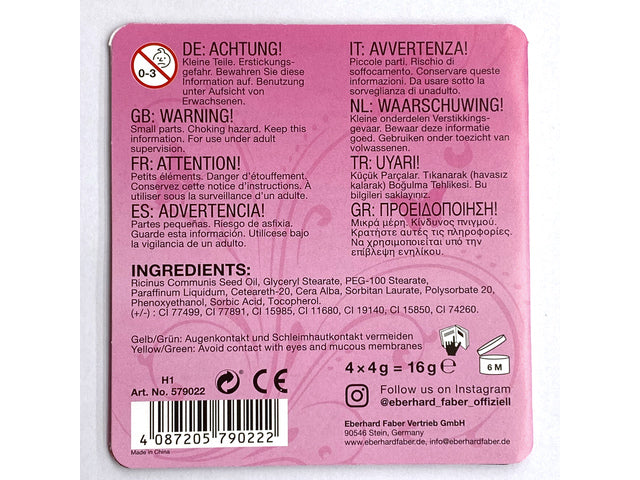 0-3
DE: ACHTUNG!
Kleine Teile. Erstickungs-
gefahr. Bewahren Sie diese
Information auf. Benutzung
unter Aufsicht von
Erwachsenen.
GB: WARNING!
Small parts. Choking hazard. Keep this
information. For use under adult
supervision.
FR: ATTENTION!
Petits éléments. Danger d'étouffement.
Conservez cette notice d'instructions. À
utiliser sous la surveillance d'un adulte.
ES: ADVERTENCIA!
Partes pequeñas. Riesgo de asfixia.
Guarde esta información. Utilicese bajo
la vigilancia de un adulto.
IT: AVVERTENZA!
Piccole parti. Rischio di
soffocamento. Conservare queste
informazioni. Da usare sotto la
sorveglianza di unadulto.
NL: WAARSCHUWING!
Kleine onderdelen Verstikkings-
gevaar. Bewaar deze informatie
goed. Gebruiken onder toezicht van
volwassenen.
TR: UYARI!
Küçük Parçalar. Tıkanarak (havasız
kalarak) Boğulma Tehlikesi. Bu
bilgileri saklayınız.
GR: ΠΡΟΕΙΔΟΠΟΙΗΣΗ!
Μικρά μέρη. Κίνδυνος πνιγμού.
Κρατήστε αυτές τις πληροφορίες.
Να χρησιμοποιείται υπό την
επίβλεψη ενηλίκου.
INGREDIENTS:
Ricinus Communis Seed Oil, Glyceryl Stearate, PEG-100 Stearate,
Paraffinum Liquidum, Ceteareth-20, Cera Alba, Sorbitan Laurate, Polysorbate 20,
Phenoxyethanol, Sorbic Acid, Tocopherol.
(+/-) : CI 77499, CI 77891, CI 15985, CI 11680, CI 19140, CI 15850, CI 74260.
Gelb/Grün: Augenkontakt und Schleimhautkontakt vermeiden
Yellow/Green: Avoid contact with eyes and mucous membranes
H1
Art. No. 579022
CE
4 × 4g = 16g e
6 M
Follow us on Instagram
@eberhard_faber_offiziell
4 087205 790222
Made in China
Eberhard Faber Vertrieb GmbH
90546 Stein, Germany
www.eberhardfaber.de, info@eberhardfaber.de